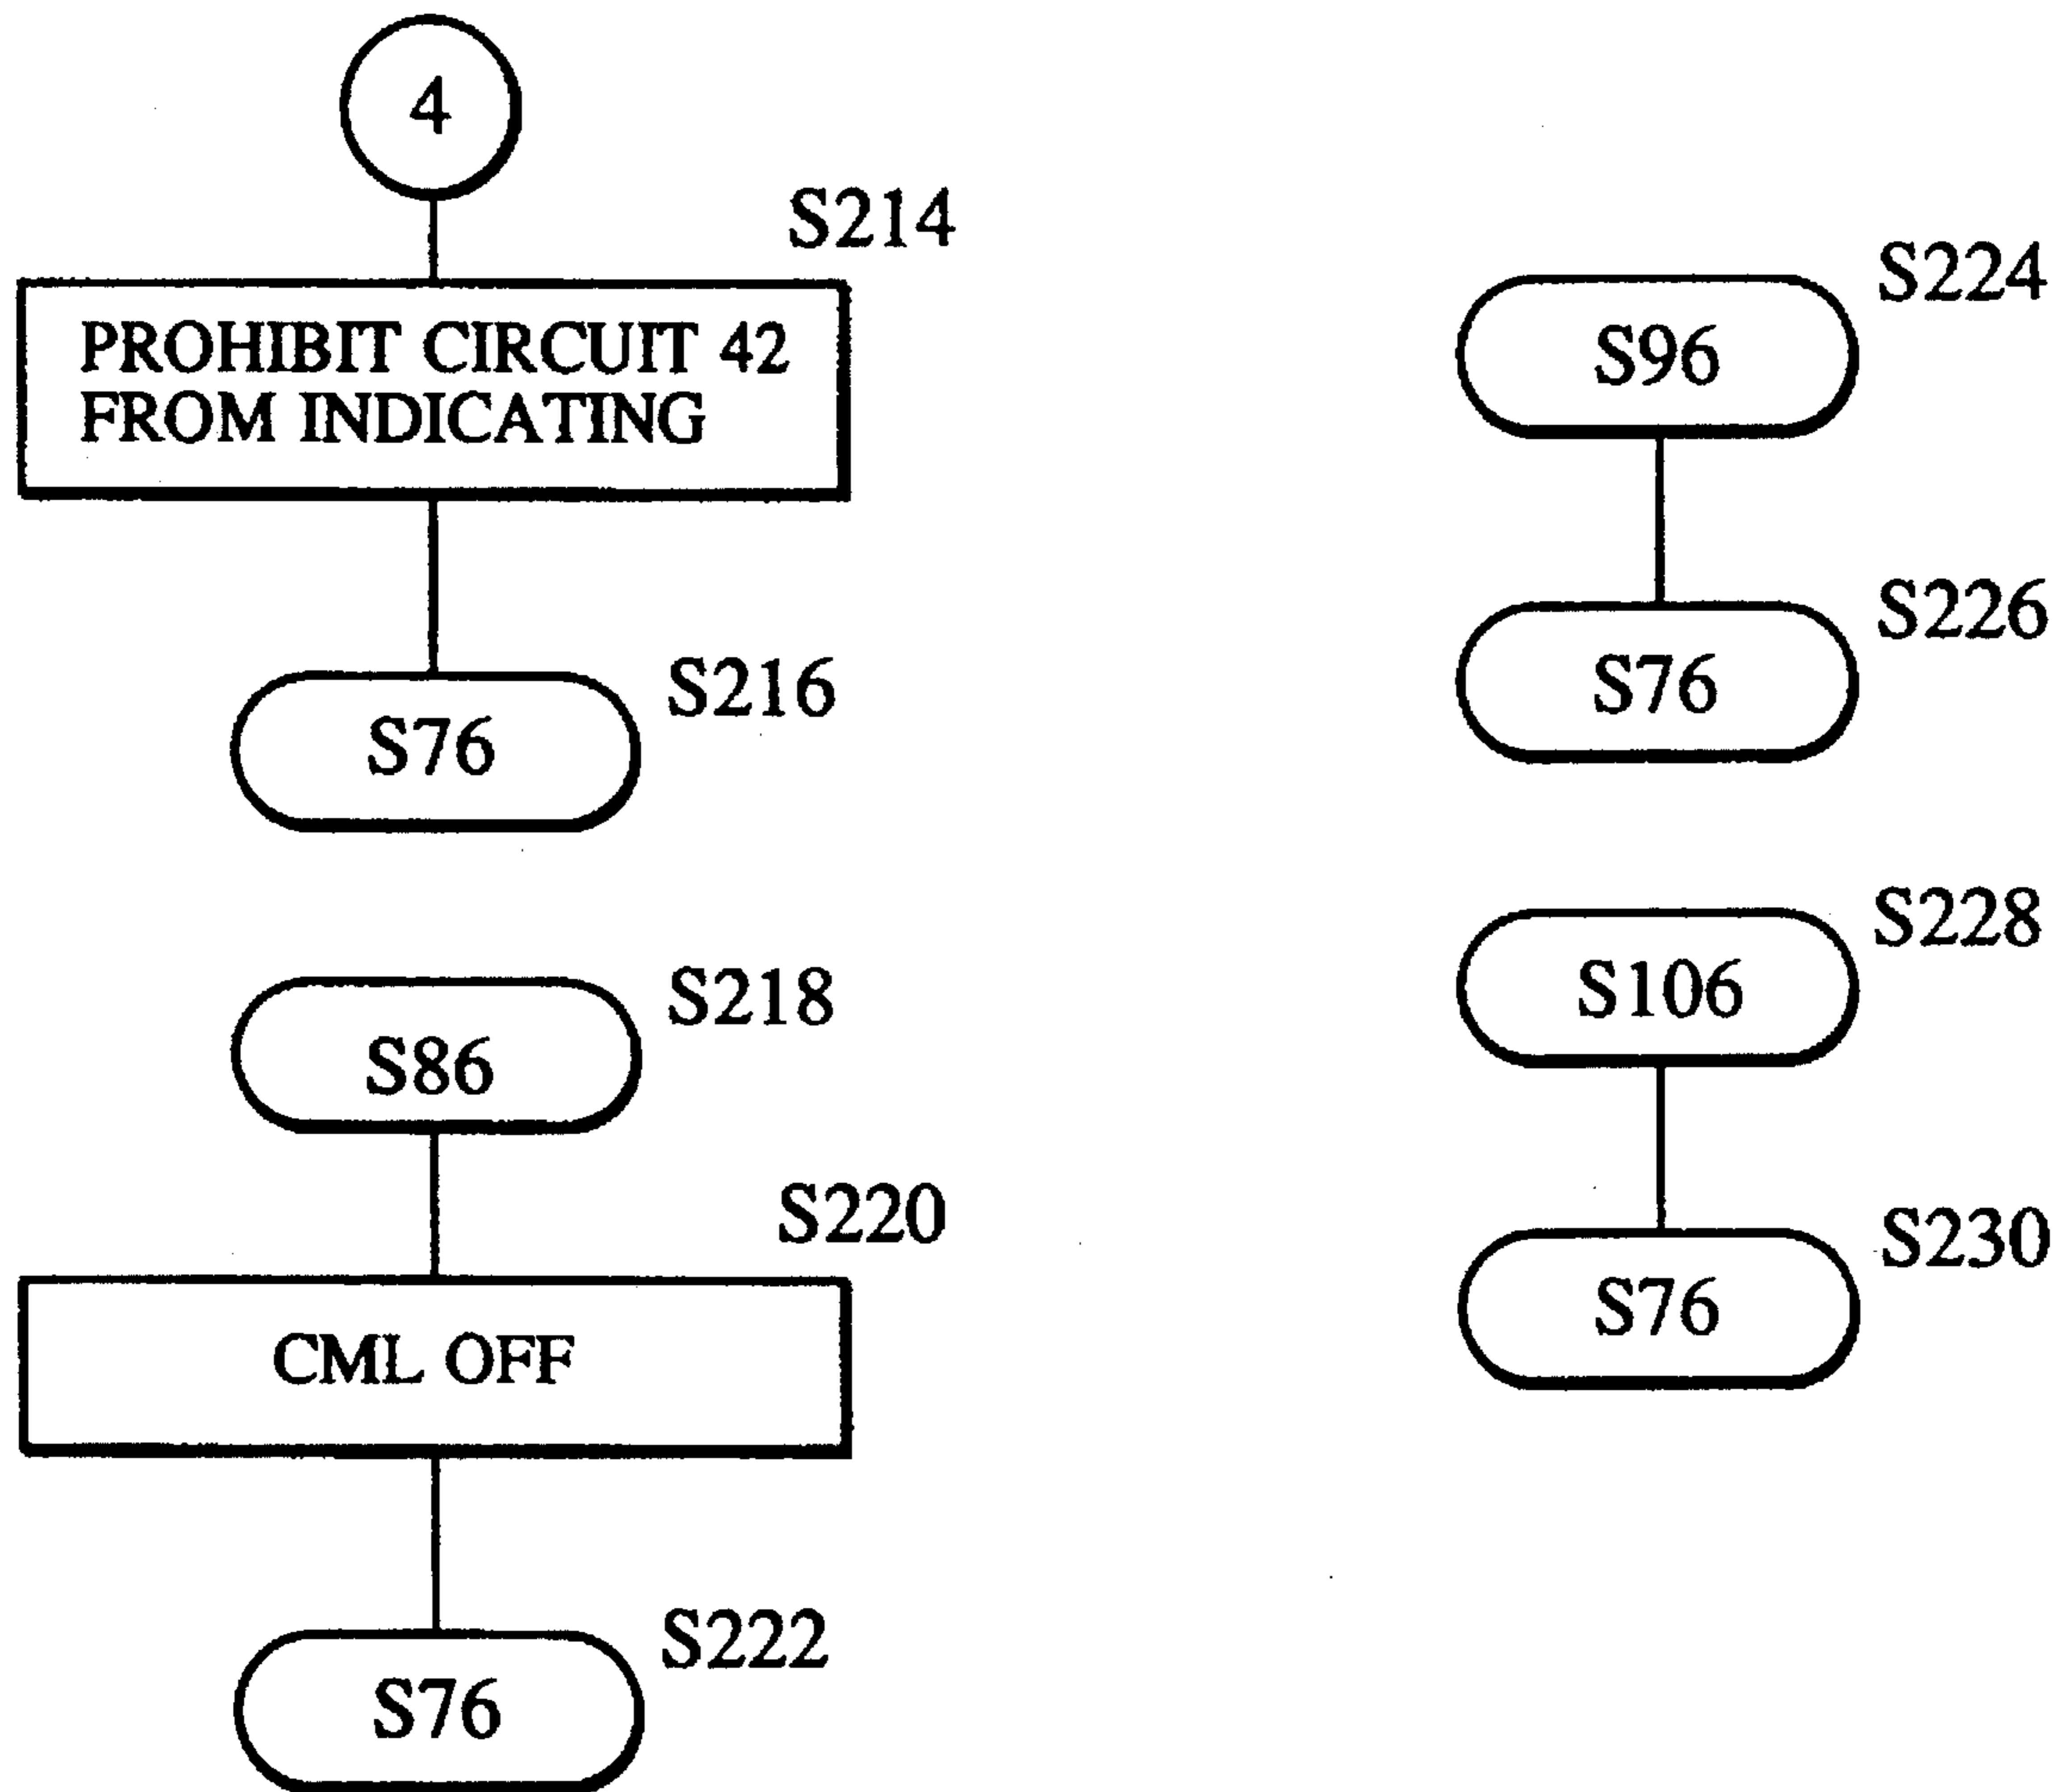 4
S214
PROHIBIT CIRCUIT 42
FROM INDICATING
S216
S76
S218
S86
S220
CML OFF
S222
S76
S224
S96
S226
S76
S228
S106
S230
S76